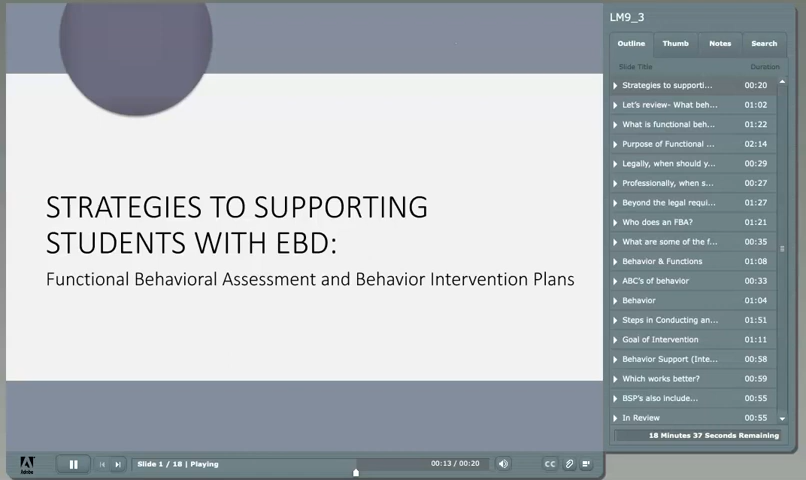 LM9_3
Outline Thumb Notes Search
Slide Title Duration
STRATEGIES TO SUPPORTING
STUDENTS WITH EBD:
Functional Behavioral Assessment and Behavior Intervention Plans
Strategies to supporti... 00:20
Let's review- What beh... 01:02
What is functional beh... 01:22
Purpose of Functional ... 02:14
Legally, when should y... 00:29
Professionally, when s... 00:27
Beyond the legal requi... 01:27
Who does an FBA? 01:21
What are some of the f... 00:35
Behavior & Functions 01:08
ABC's of behavior 00:33
Behavior 01:04
Steps in Conducting an... 01:51
Goal of Intervention 01:11
Behavior Support (Inte... 00:58
Which works better? 00:59
BSP's also include... 00:55
In Review 00:55
18 Minutes 37 Seconds Remaining
Adobe
Slide 1 / 18 | Playing 00:13 / 00:20 CC